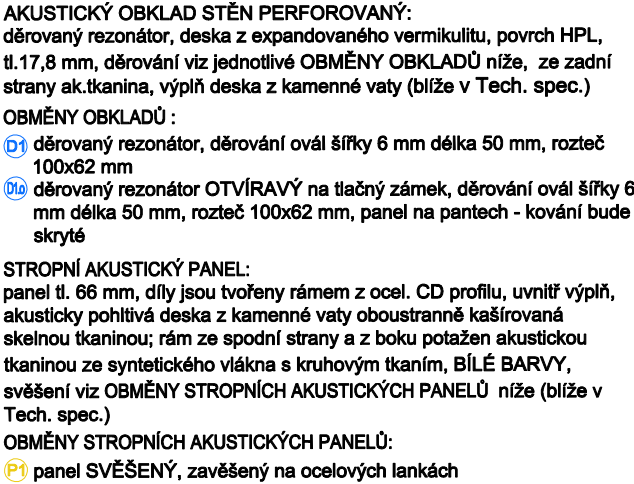 AKUSTICKÝ OBKLAD STĚN PERFOROVANÝ:
děrovaný rezonátor, deska z expandovaného vermikulitu, povrch HPL,
tl.17,8 mm, děrování viz jednotlivé OBMĚNY OBKLADŮ níže, ze zadní
strany ak.tkanina, výplň deska z kamenné vaty (blíže v Tech. spec.)
OBMĚNY OBKLADŮ :
D1 děrovaný rezonátor, děrování ovál šířky 6 mm délka 50 mm, rozteč
100x62 mm
D1.o děrovaný rezonátor OTVÍRAVÝ na tlačný zámek, děrování ovál šířky 6
mm délka 50 mm, rozteč 100x62 mm, panel na pantech - kování bude
skryté
STROPNÍ AKUSTICKÝ PANEL:
panel tl. 66 mm, díly jsou tvořeny rámem z ocel. CD profilu, uvnitř výplň,
akusticky pohltivá deska z kamenné vaty oboustranně kašírovaná
skelnou tkaninou; rám ze spodní strany a z boku potažen akustickou
tkaninou ze syntetického vlákna s kruhovým tkaním, BÍLÉ BARVY,
svěšení viz OBMĚNY STROPNÍCH AKUSTICKÝCH PANELŮ níže (blíže v
Tech. spec.)
OBMĚNY STROPNÍCH AKUSTICKÝCH PANELŮ:
P1 panel SVĚŠENÝ, zavěšený na ocelových lankách